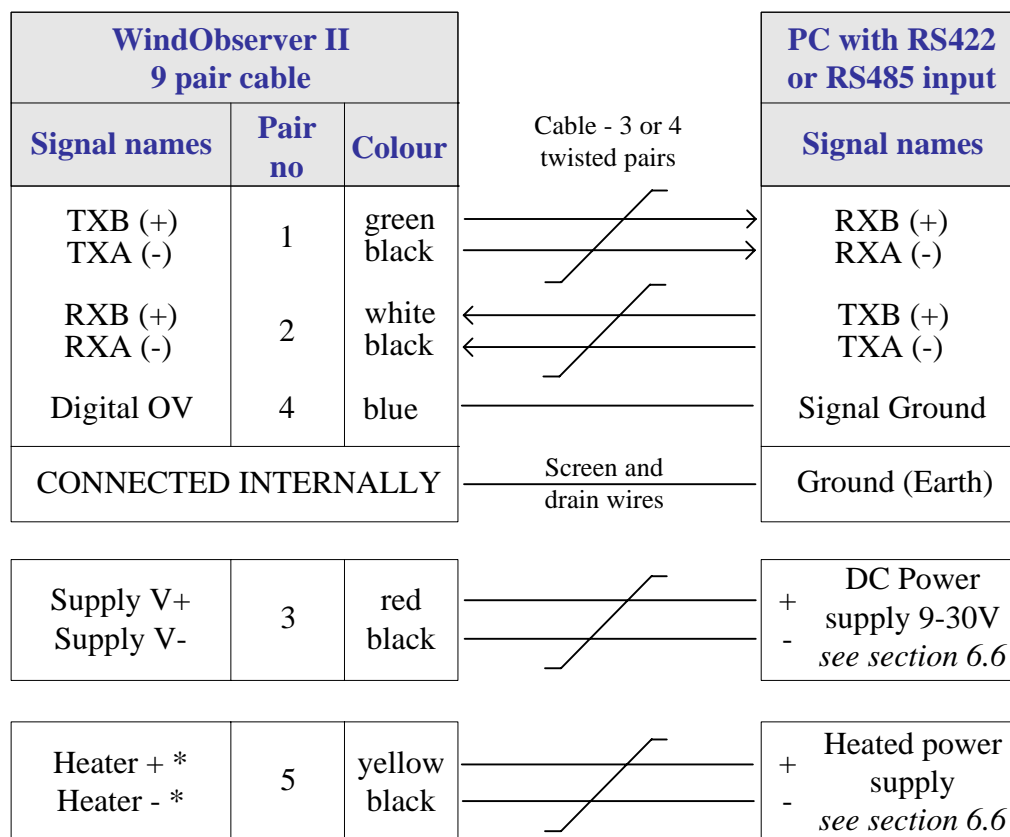 WindObserver II
9 pair cable
PC with RS422
or RS485 input
Signal names
Pair
no
Colour
Cable - 3 or 4
twisted pairs
Signal names
TXB (+)
TXA (-)
1
green
black
RXB (+)
RXA (-)
RXB (+)
RXA (-)
2
white
black
TXB (+)
TXA (-)
Digital OV
4
blue
Signal Ground
CONNECTED INTERNALLY
Screen and
drain wires
Ground (Earth)
Supply V+
Supply V-
3
red
black
+
-
DC Power
supply 9-30V
see section 6.6
Heater + *
Heater - *
5
yellow
black
+
-
Heated power
supply
see section 6.6